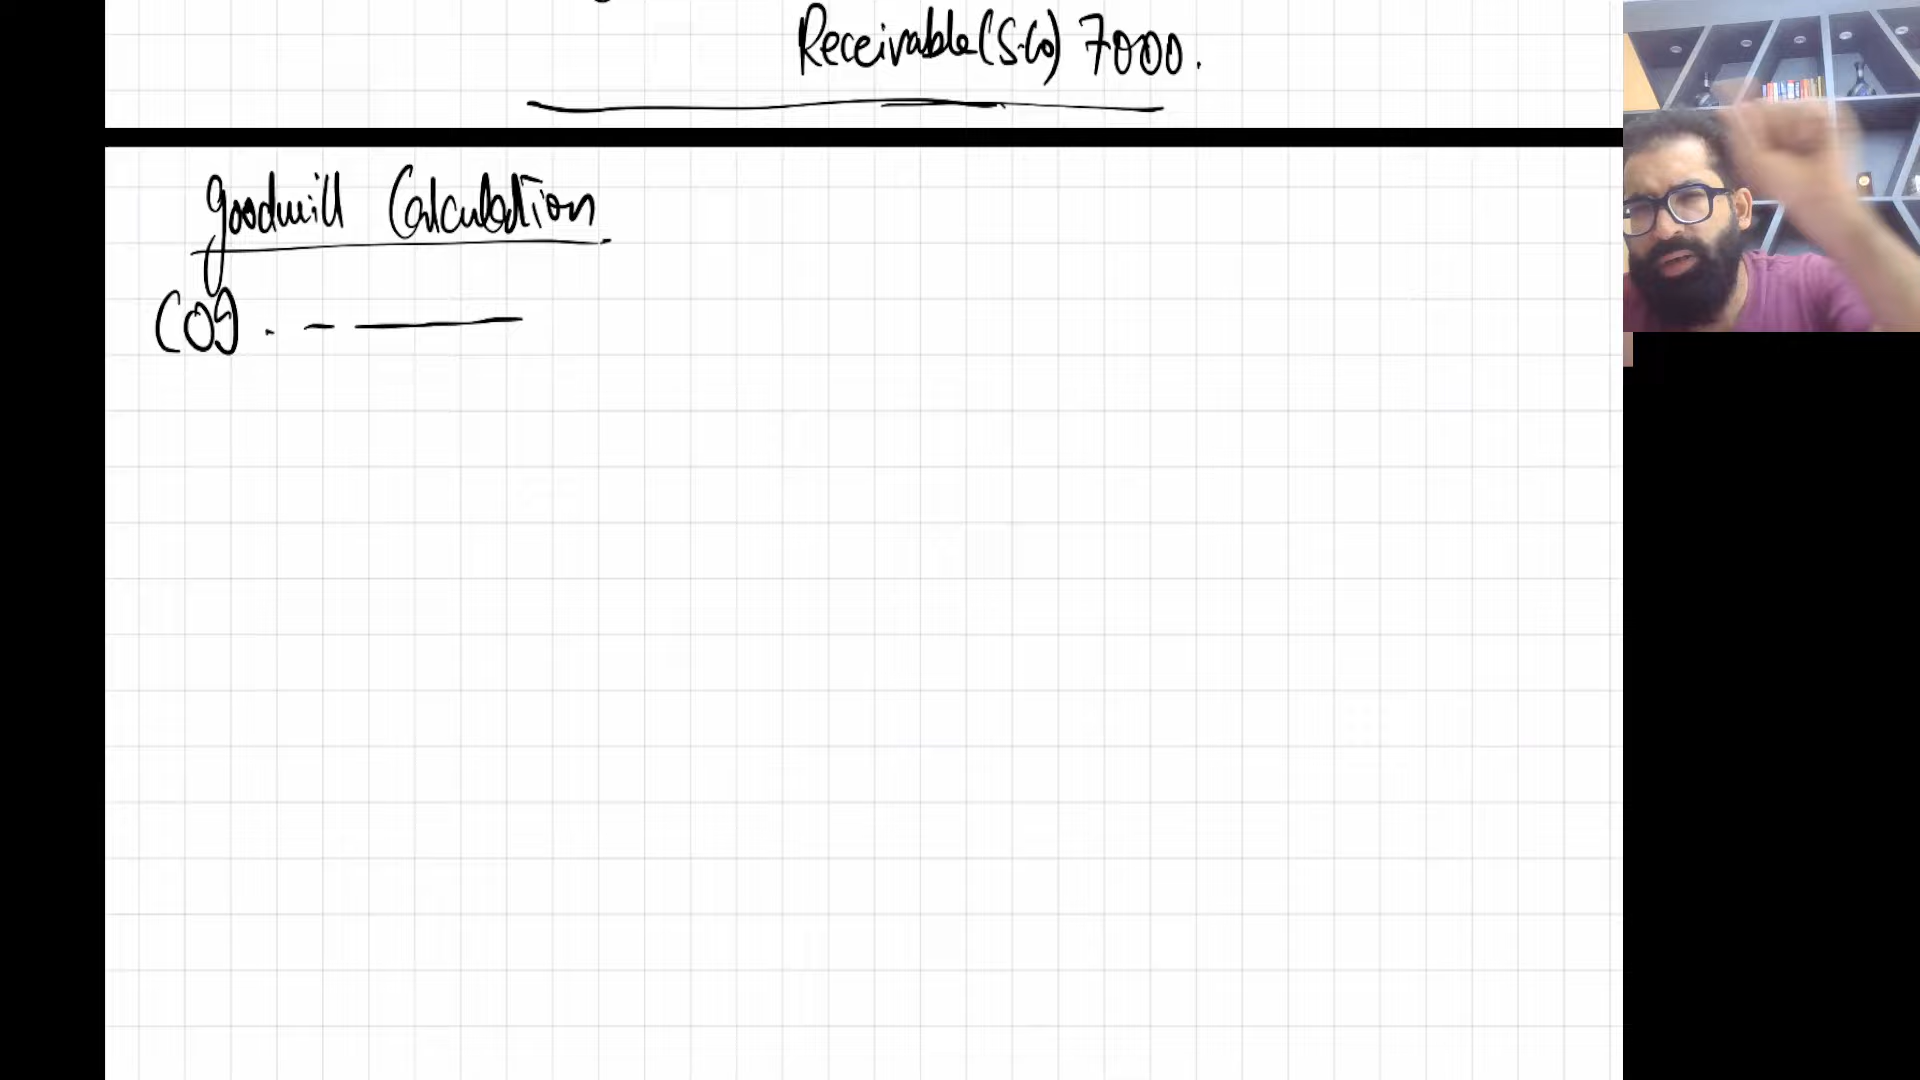 Receivable (S.Co) 7000.
Goodwill Calculation
COI . - —